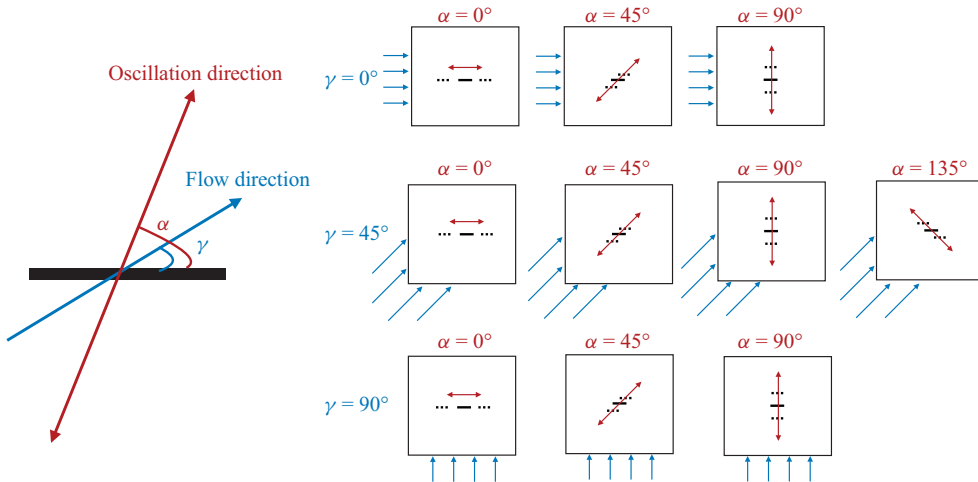 Oscillation direction
Flow direction
α
γ
α = 0°
α = 45°
α = 90°
γ = 0°
α = 0°
α = 45°
α = 90°
α = 135°
γ = 45°
α = 0°
α = 45°
α = 90°
γ = 90°